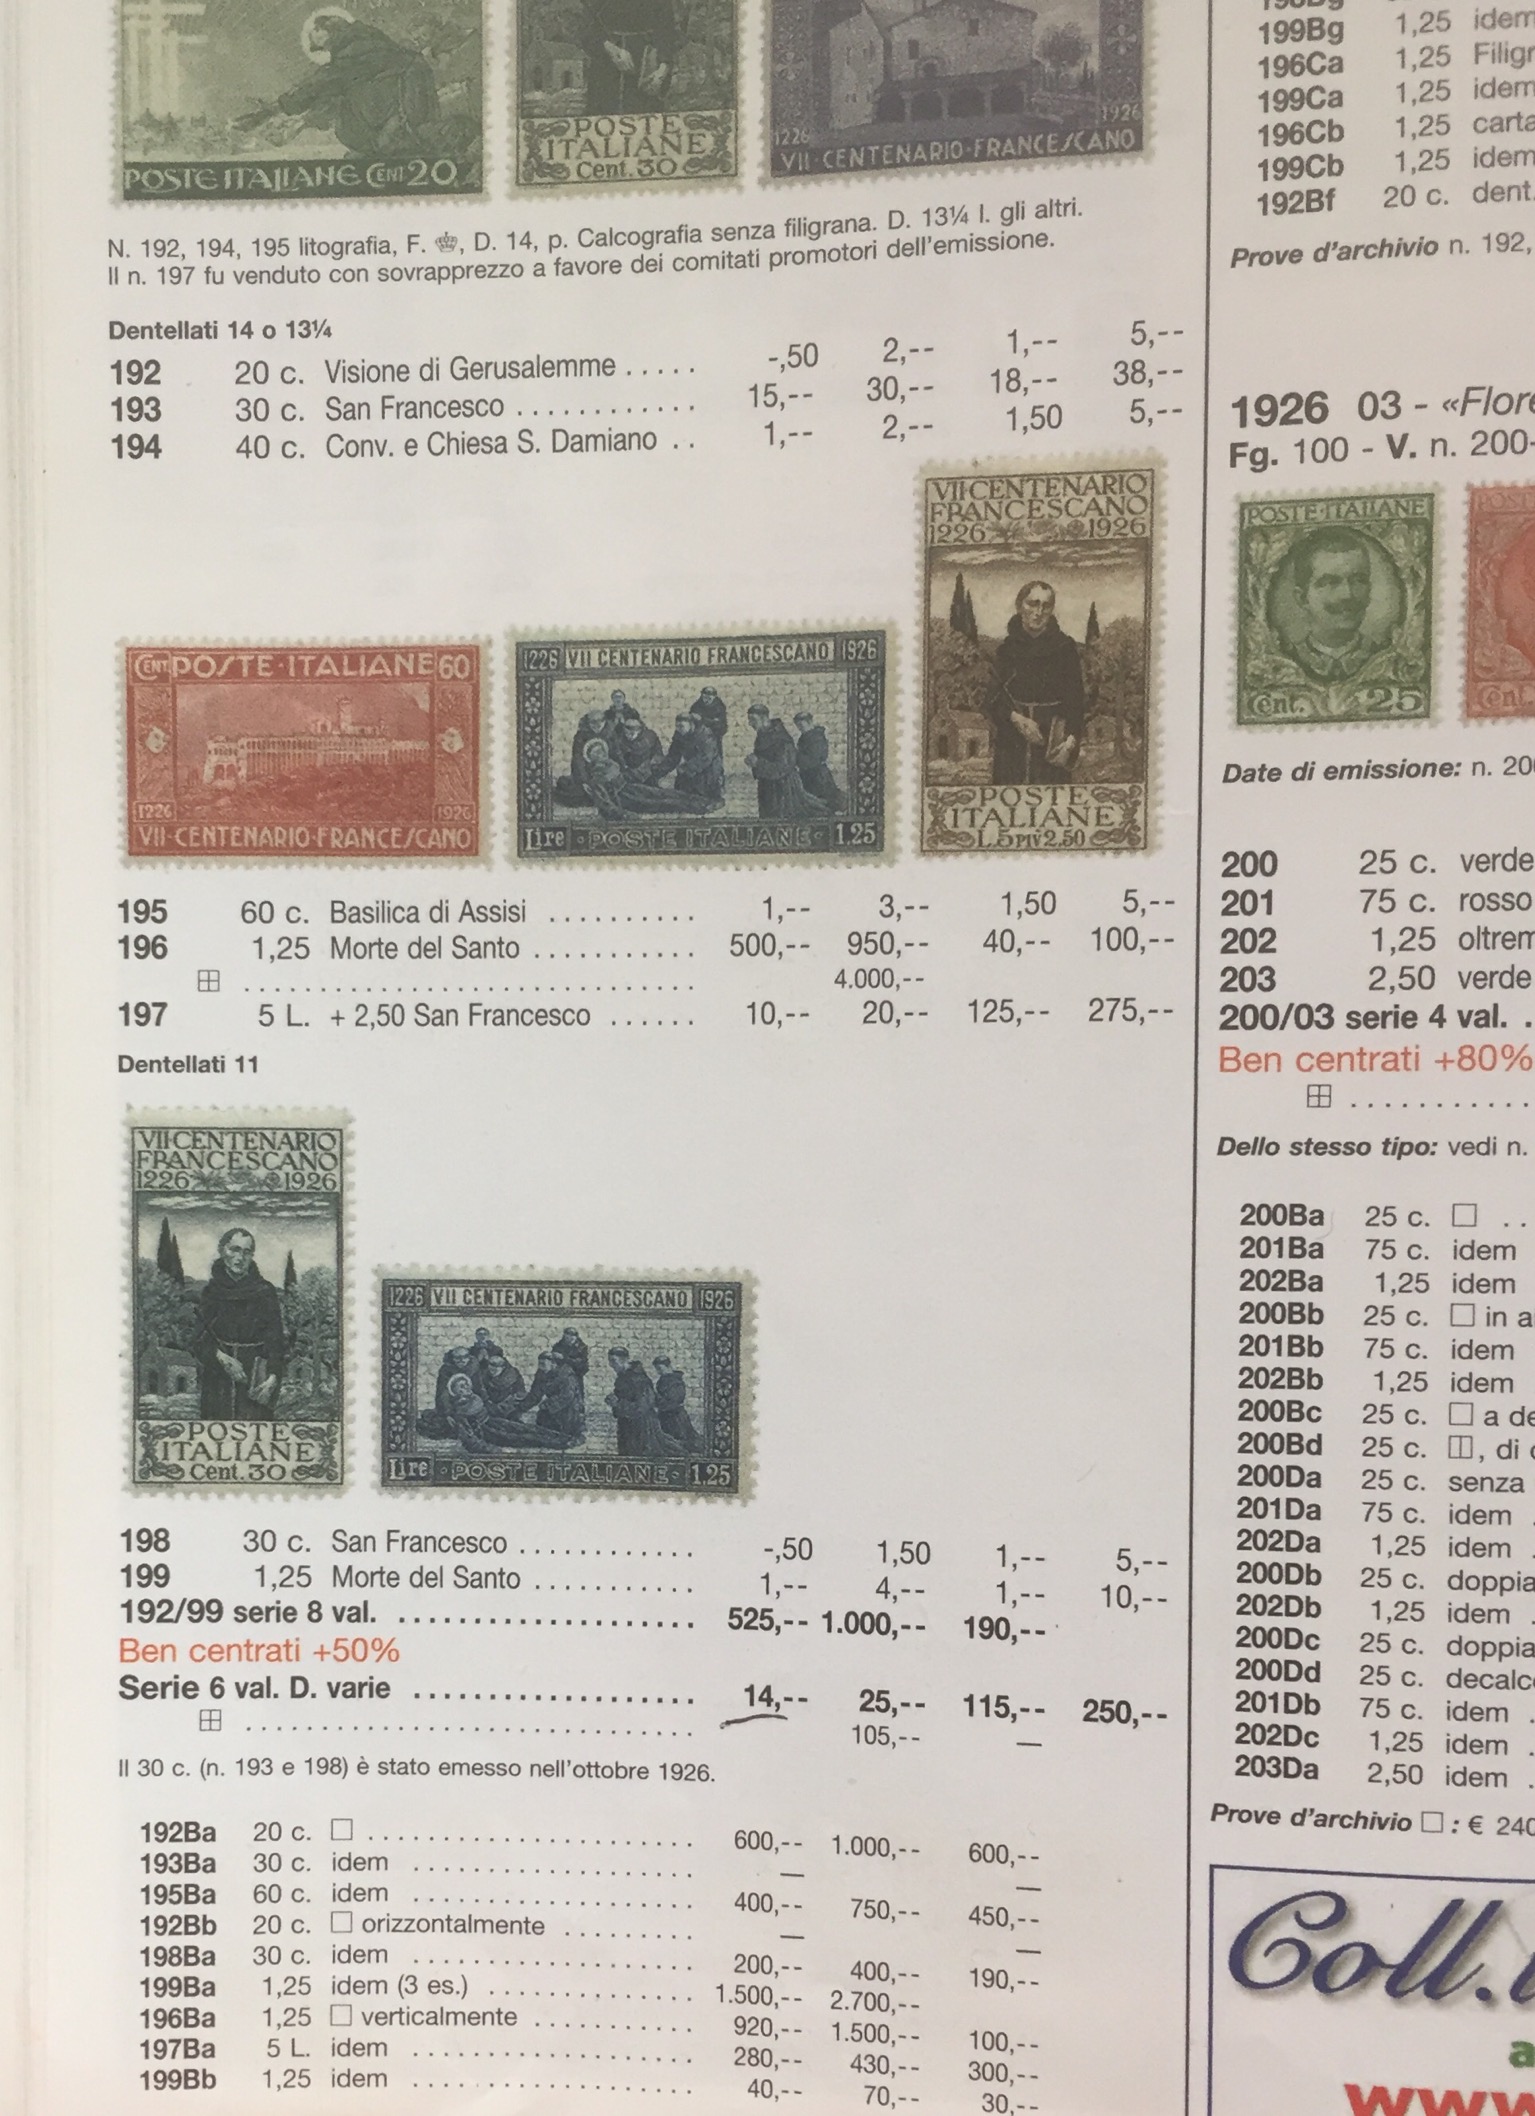 POSTE ITALIANE CENT 20
POSTE
ITALIANE
Cent. 30
1226 1926
VII·CENTENARIO·FRANCESCANO
N. 192, 194, 195 litografia, F. , D. 14, p. Calcografia senza filigrana. D. 13¼ l. gli altri.
Il n. 197 fu venduto con sovrapprezzo a favore dei comitati promotori dell'emissione.
Dentellati 14 o 13¼
192 20 c. Visione di Gerusalemme ..... -,50 2,-- 1,-- 5,--
193 30 c. San Francesco ............ 15,-- 30,-- 18,-- 38,--
194 40 c. Conv. e Chiesa S. Damiano .. 1,-- 2,-- 1,50 5,--
CENT POSTE·ITALIANE 60
1226 1926
VII·CENTENARIO·FRANCESCANO
1226 VII CENTENARIO FRANCESCANO 1926
Lire ·POSTE ITALIANE· 1.25
VII CENTENARIO
FRANCESCANO
1226 1926
POSTE
ITALIANE
L.5 PIV 2.50
195 60 c. Basilica di Assisi .......... 1,-- 3,-- 1,50 5,--
196 1,25 Morte del Santo ........... 500,-- 950,-- 40,-- 100,--
⊞ .............................. 4.000,--
197 5 L. + 2,50 San Francesco ...... 10,-- 20,-- 125,-- 275,--
Dentellati 11
VII CENTENARIO
FRANCESCANO
1226 1926
POSTE
ITALIANE
Cent. 30
1226 VII CENTENARIO FRANCESCANO 1926
Lire ·POSTE ITALIANE· 1.25
198 30 c. San Francesco ............ -,50 1,50 1,-- 5,--
199 1,25 Morte del Santo ........... 1,-- 4,-- 1,-- 10,--
192/99 serie 8 val. .................... 525,-- 1.000,-- 190,--
Ben centrati +50%
Serie 6 val. D. varie ................... 14,-- 25,-- 115,-- 250,--
⊞ .............................. 105,-- —
Il 30 c. (n. 193 e 198) è stato emesso nell'ottobre 1926.
192Ba 20 c. □ ...................... 600,-- 1.000,-- 600,--
193Ba 30 c. idem ................... — —
195Ba 60 c. idem ................... 400,-- 750,-- 450,--
192Bb 20 c. □ orizzontalmente ........ — —
198Ba 30 c. idem ................... 200,-- 400,-- 190,--
199Ba 1,25 idem (3 es.) .............. 1.500,-- 2.700,--
196Ba 1,25 □ verticalmente .......... 920,-- 1.500,-- 100,--
197Ba 5 L. idem ................... 280,-- 430,-- 300,--
199Bb 1,25 idem ................... 40,-- 70,-- 30,--
199Bg 1,25 idem
196Ca 1,25 Filigr
199Ca 1,25 idem
196Cb 1,25 carta
199Cb 1,25 idem
192Bf 20 c. dent.
Prove d'archivio n. 192,
1926 03 - «Flore
Fg. 100 - V. n. 200-
POSTE·ITALIANE
Cent. 25
Cent.
Date di emissione: n. 200
200 25 c. verde
201 75 c. rosso
202 1,25 oltrem
203 2,50 verde
200/03 serie 4 val. .
Ben centrati +80%
⊞ ..........
Dello stesso tipo: vedi n.
200Ba 25 c. □ ..
201Ba 75 c. idem
202Ba 1,25 idem
200Bb 25 c. □ in a
201Bb 75 c. idem
202Bb 1,25 idem
200Bc 25 c. □ a de
200Bd 25 c. , di
200Da 25 c. senza
201Da 75 c. idem .
202Da 1,25 idem .
200Db 25 c. doppia
202Db 1,25 idem .
200Dc 25 c. doppia
200Dd 25 c. decalco
201Db 75 c. idem .
202Dc 1,25 idem .
203Da 2,50 idem .
Prove d'archivio □: € 240
Coll.
a
www